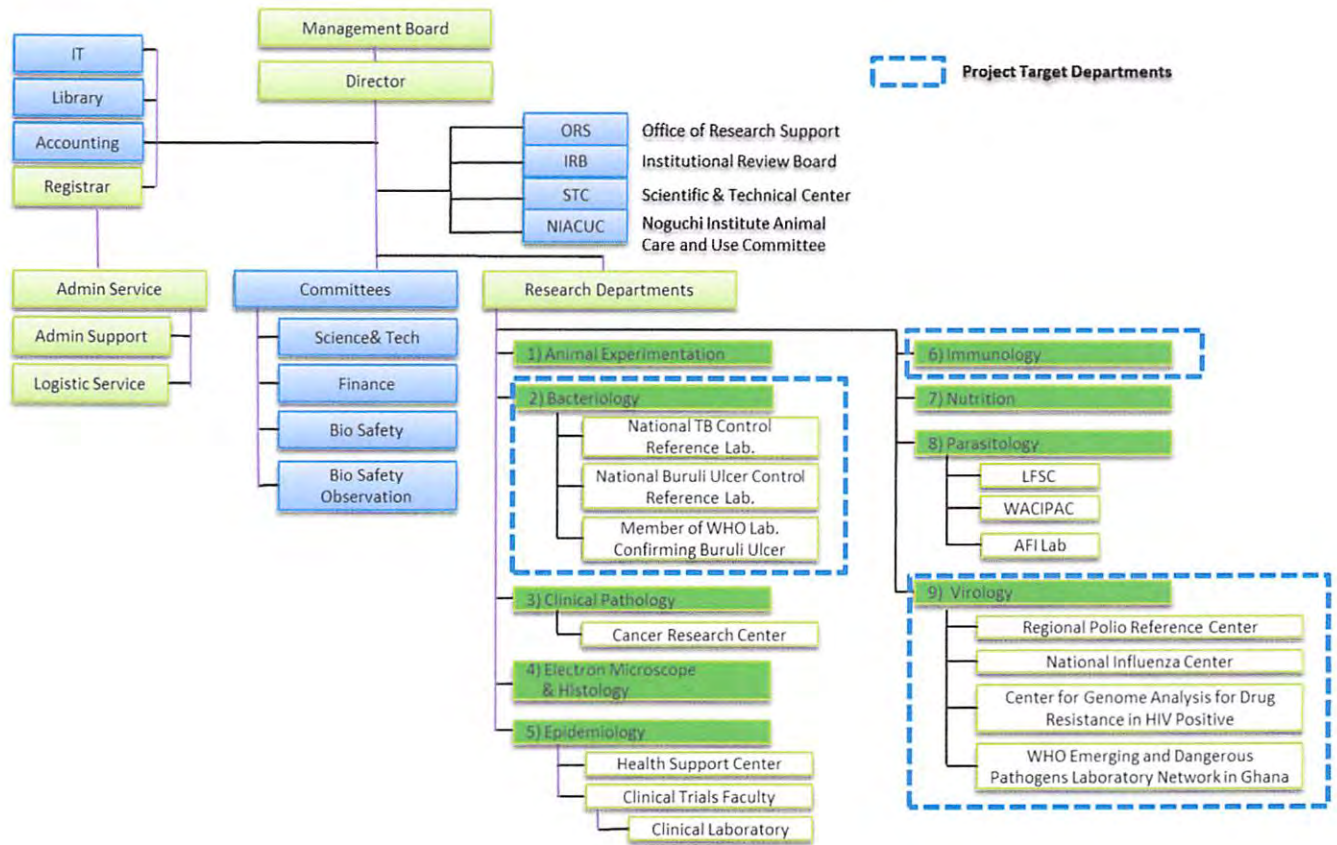 Management Board
Director
IT
Library
Accounting
Registrar
Project Target Departments
ORS Office of Research Support
IRB Institutional Review Board
STC Scientific & Technical Center
NIACUC Noguchi Institute Animal
Care and Use Committee
Admin Service
Admin Support
Logistic Service
Committees
Science& Tech
Finance
Bio Safety
Bio Safety
Observation
Research Departments
1) Animal Experimentation
2) Bacteriology
National TB Control
Reference Lab.
National Buruli Ulcer Control
Reference Lab.
Member of WHO Lab.
Confirming Buruli Ulcer
3) Clinical Pathology
Cancer Research Center
4) Electron Microscope
& Histology
5) Epidemiology
Health Support Center
Clinical Trials Faculty
Clinical Laboratory
6) Immunology
7) Nutrition
8) Parasitology
LFSC
WACIPAC
AFI Lab
9) Virology
Regional Polio Reference Center
National Influenza Center
Center for Genome Analysis for Drug
Resistance in HIV Positive
WHO Emerging and Dangerous
Pathogens Laboratory Network in Ghana